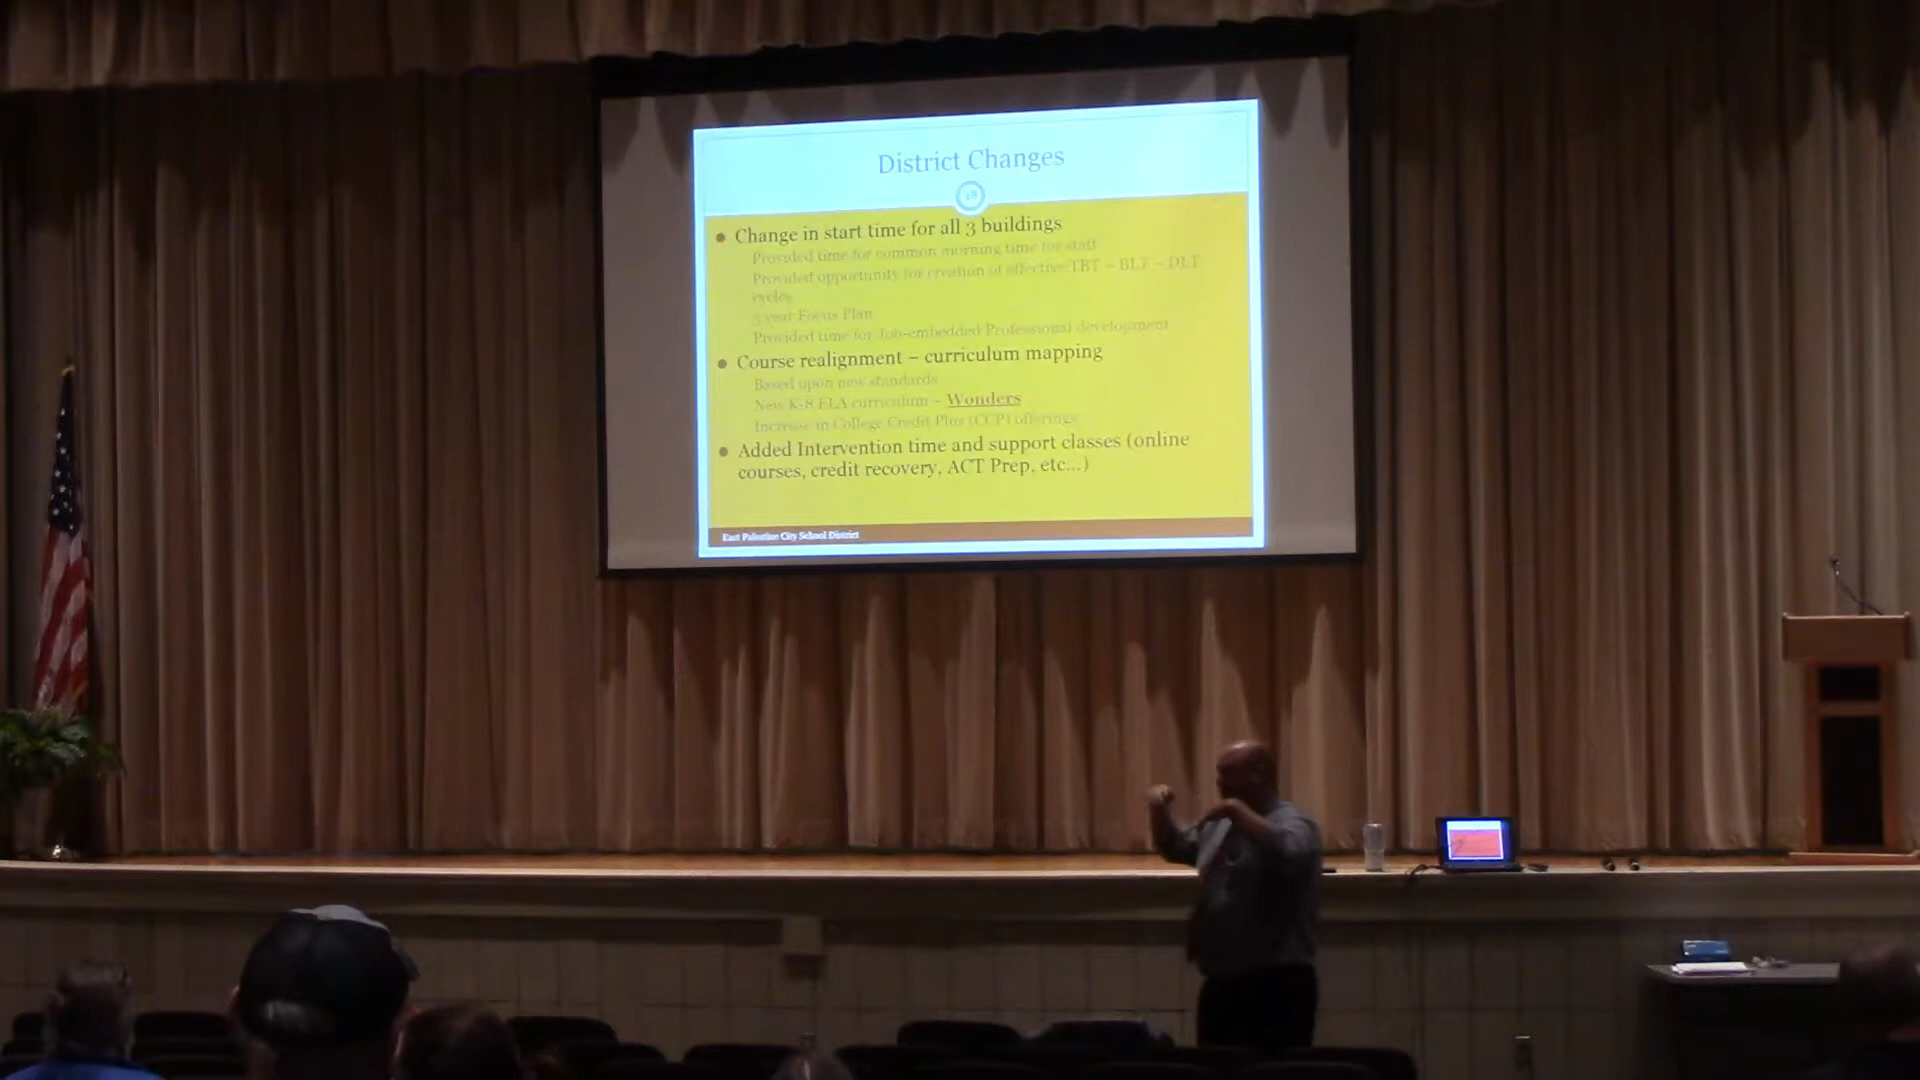 District Changes
18
Change in start time for all 3 buildings
Provided time for common morning time for staff
Provided opportunity for creation of effective TBT – BLT – DLT
cycles
3 year Focus Plan
Provided time for Job-embedded Professional development
Course realignment – curriculum mapping
Based upon new standards
New K-8 ELA curriculum – Wonders
Increase in College Credit Plus (CCP) offerings
Added Intervention time and support classes (online
courses, credit recovery, ACT Prep, etc...)
East Palestine City School District